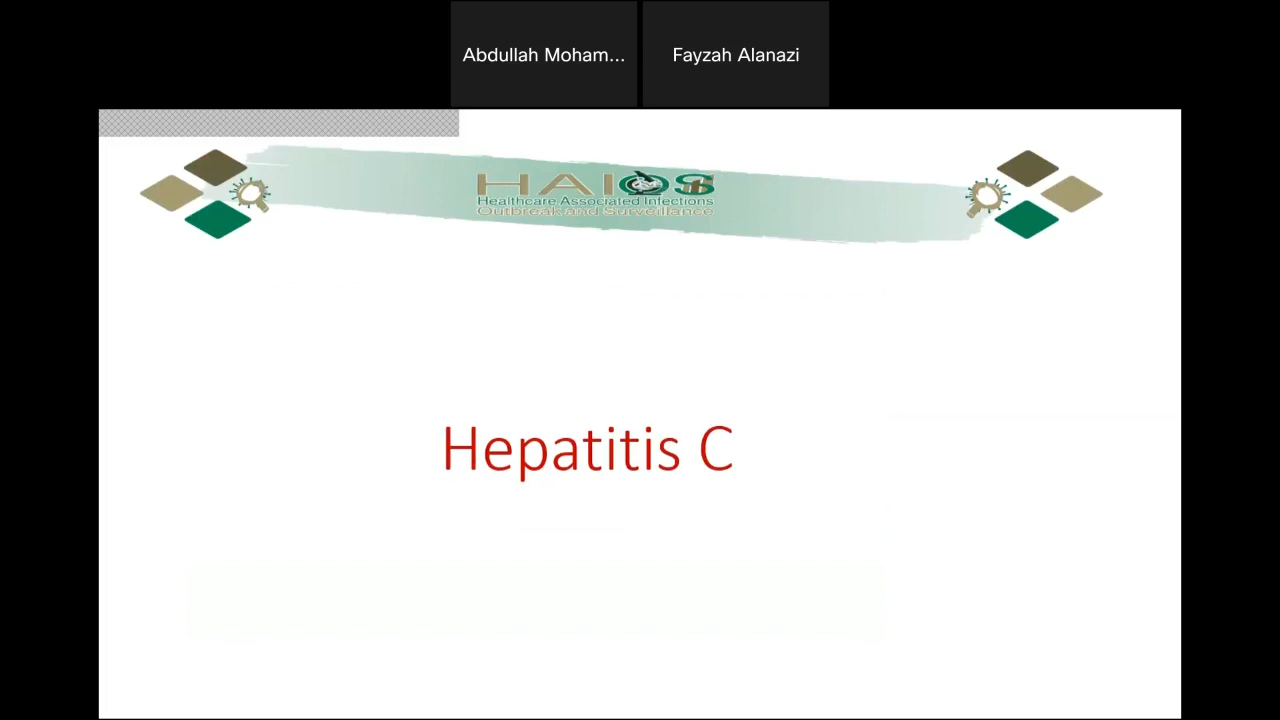 Abdullah Moham...
Fayzah Alanazi
HAIOS
Healthcare Associated Infections
Outbreak and Surveillance
Hepatitis C